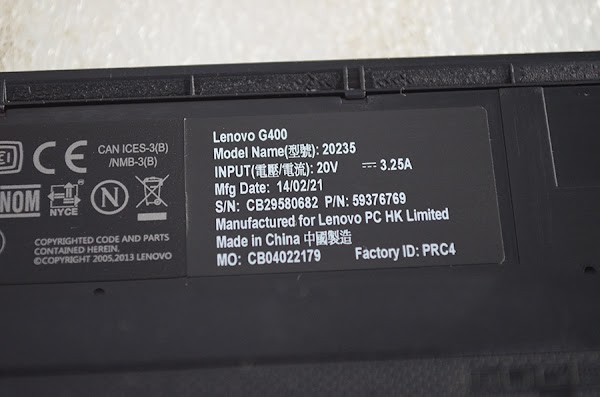 Lenovo G400
Model Name(型號): 20235
INPUT(電壓/電流): 20V ⎓ 3.25A
Mfg Date: 14/02/21
S/N: CB29580682 P/N: 59376769
Manufactured for Lenovo PC HK Limited
Made in China 中國製造
MO: CB04022179 Factory ID: PRC4
CE
CAN ICES-3(B)
/NMB-3(B)
NOM
NYCE
N
COPYRIGHTED CODE AND PARTS
CONTAINED HEREIN.
©COPYRIGHT 2005,2013 LENOVO